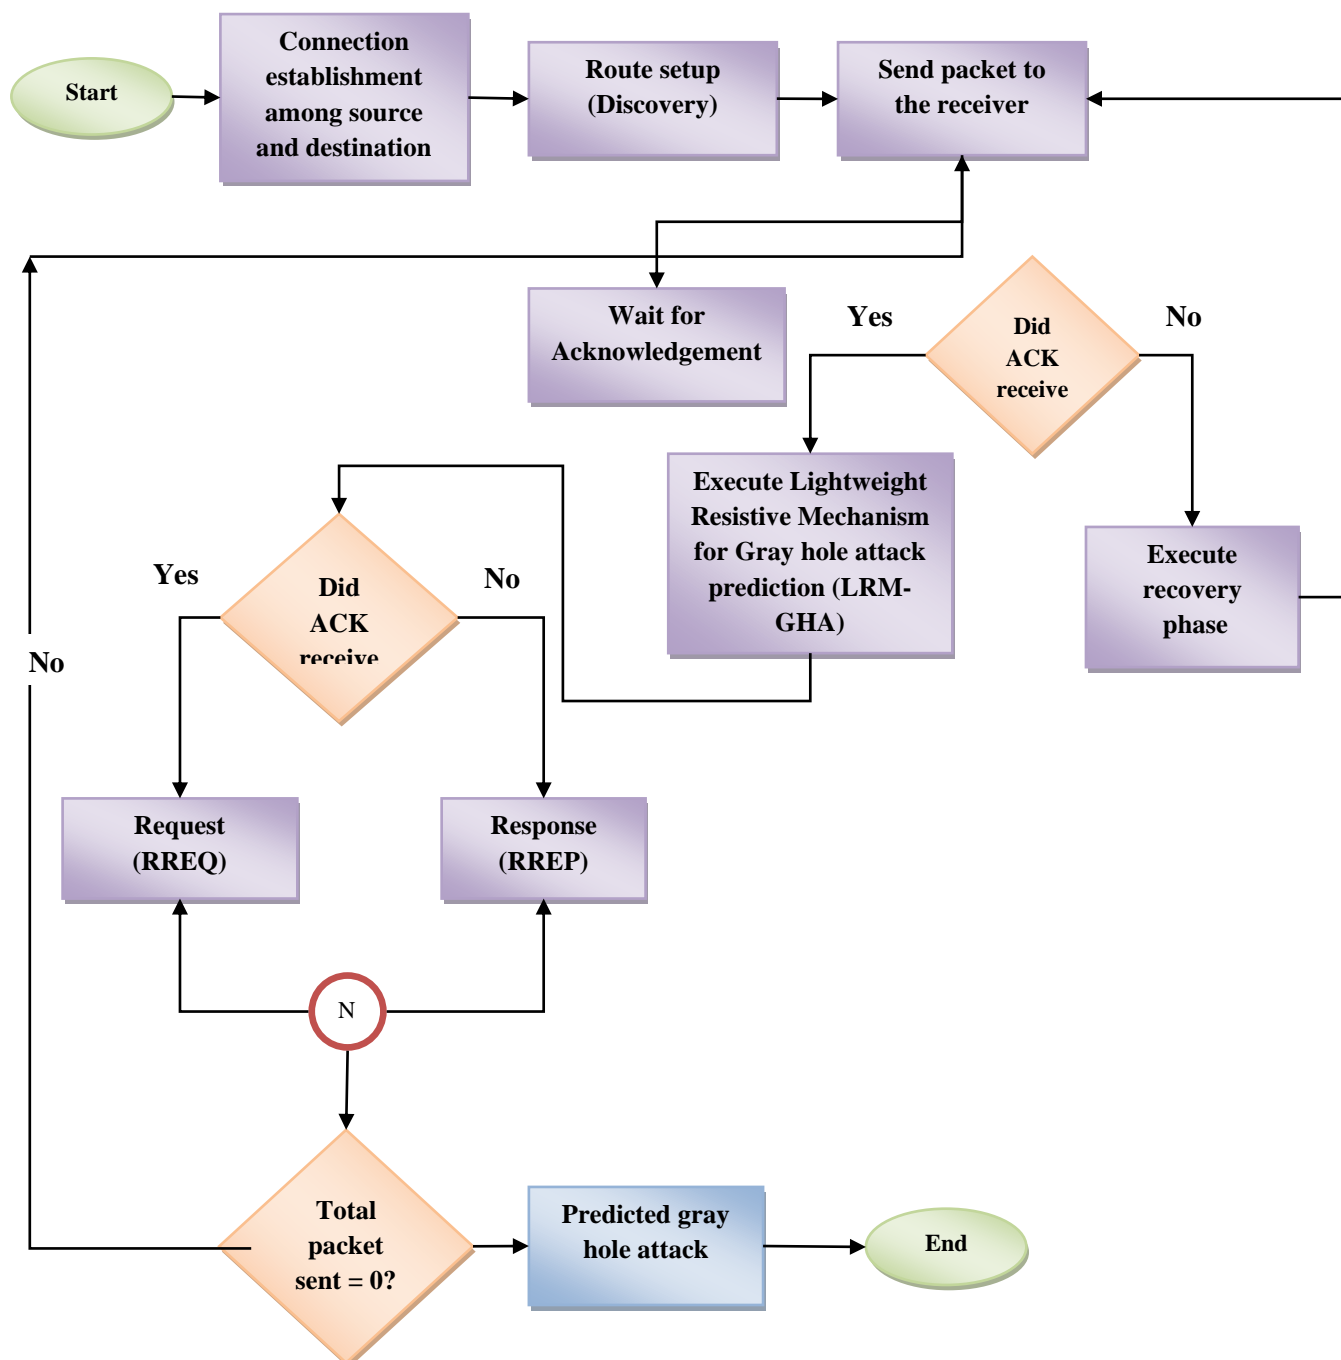 Start
Connection
establishment
among source
and destination
Route setup
(Discovery)
Send packet to
the receiver
Wait for
Acknowledgement
Yes
Did
ACK
receive
No
Execute Lightweight
Resistive Mechanism
for Gray hole attack
prediction (LRM-
GHA)
Execute
recovery
phase
Yes
Did
ACK
receive
No
No
Request
(RREQ)
Response
(RREP)
N
Total
packet
sent = 0?
Predicted gray
hole attack
End